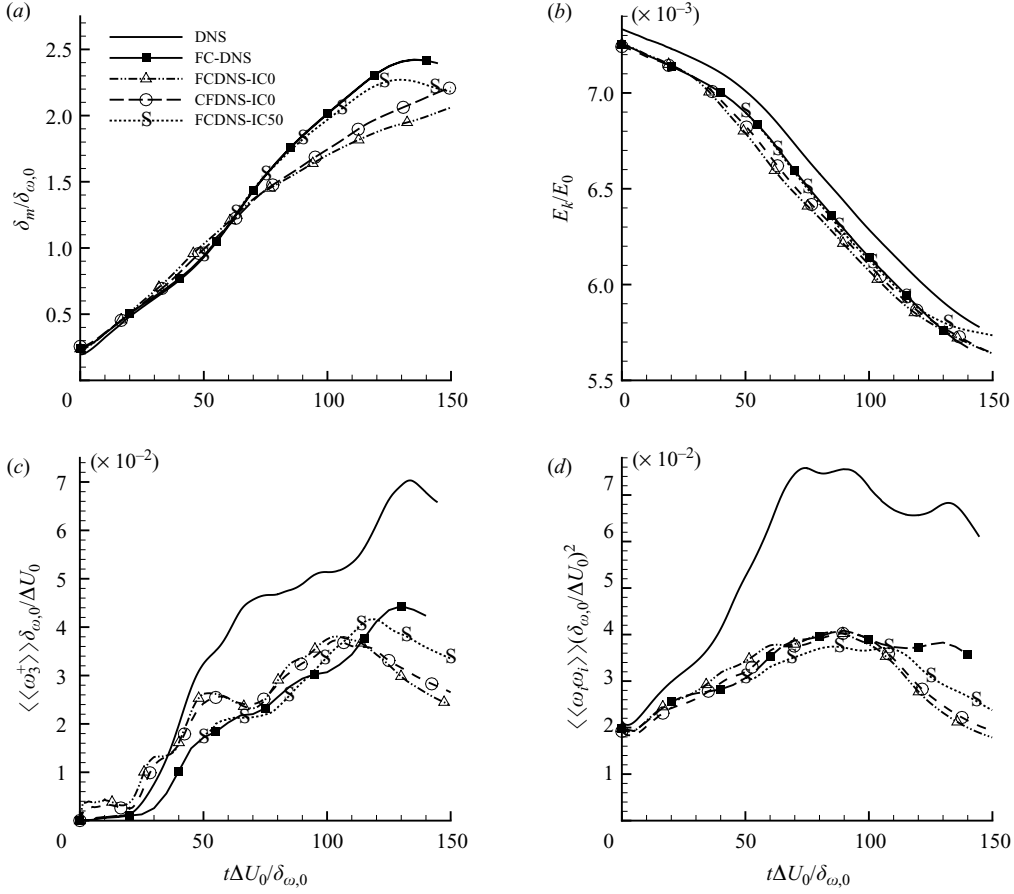 (a)
DNS
FC-DNS
FCDNS-IC0
CFDNS-IC0
FCDNS-IC50
2.5
2.0
1.5
1.0
0.5
0
50
100
150
δm/δω,0
S
S
S
S
S
S
S
S
(b)
(× 10⁻³)
7.0
6.5
6.0
5.5
0
50
100
150
Ek/E0
S
S
S
S
S
S
S
(c)
(× 10⁻²)
7
6
5
4
3
2
1
0
50
100
150
⟨⟨ω₃⁺⟩⟩δω,0/ΔU0
tΔU0/δω,0
S
S
S
S
S
S
S
(d)
(× 10⁻²)
7
6
5
4
3
2
1
0
50
100
150
⟨⟨ωiωi⟩⟩(δω,0/ΔU0)²
tΔU0/δω,0
S
S
S
S
S
S